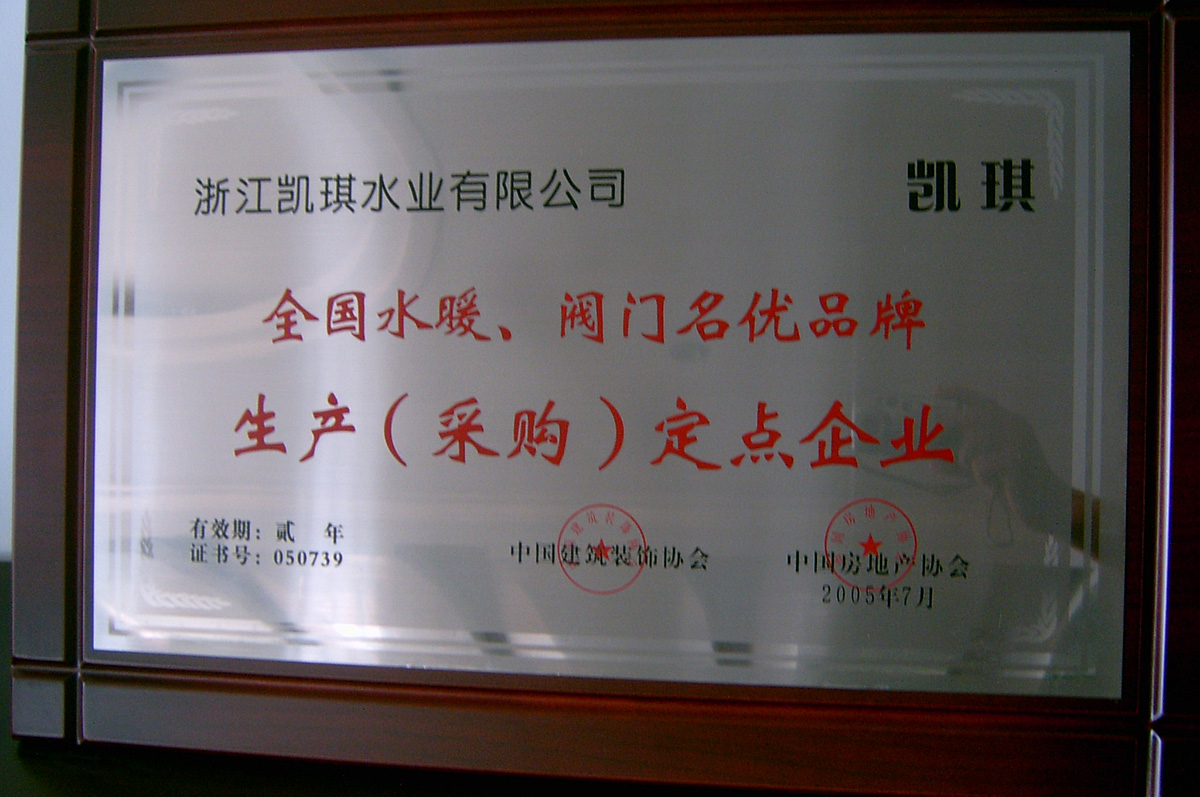 浙江凯琪水业有限公司
凯琪
全国水暖、阀门名优品牌
生产(采购)定点企业
有效期：贰 年
证书号：050739
中国建筑装饰协会
中国房地产协会
2005年7月